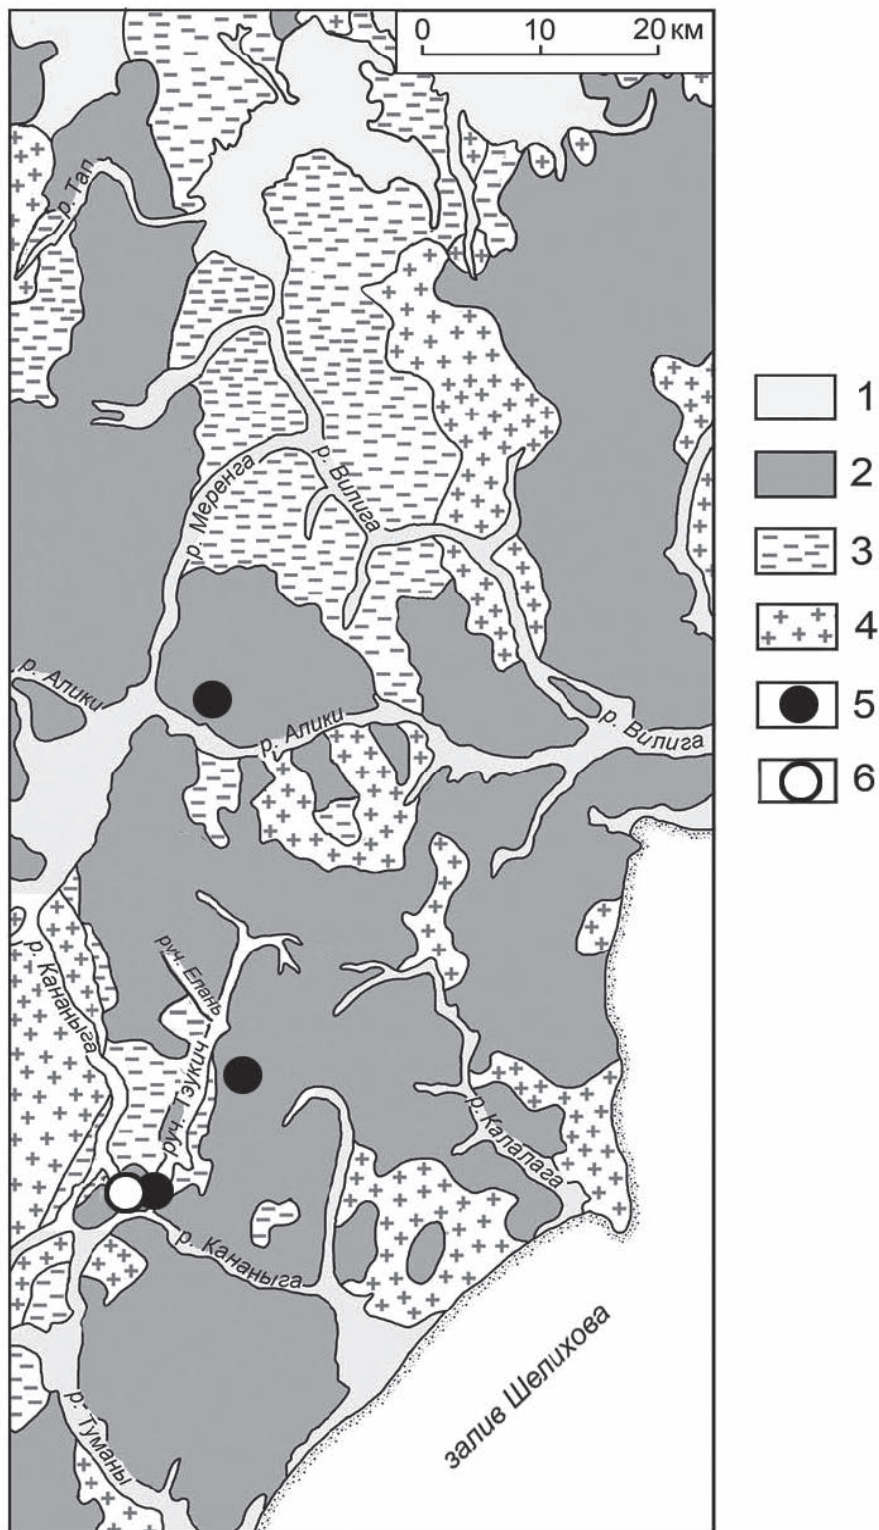 0 10 20 км
р. Тап
р. Меренга
р. Вилига
р. Алики
р. Алики
р. Вилига
р. Кананыга
руч. Епань
руч. Тэукич
р. Калалага
р. Кананыга
р. Туманы
залив Шелихова
1
2
3
4
5
6